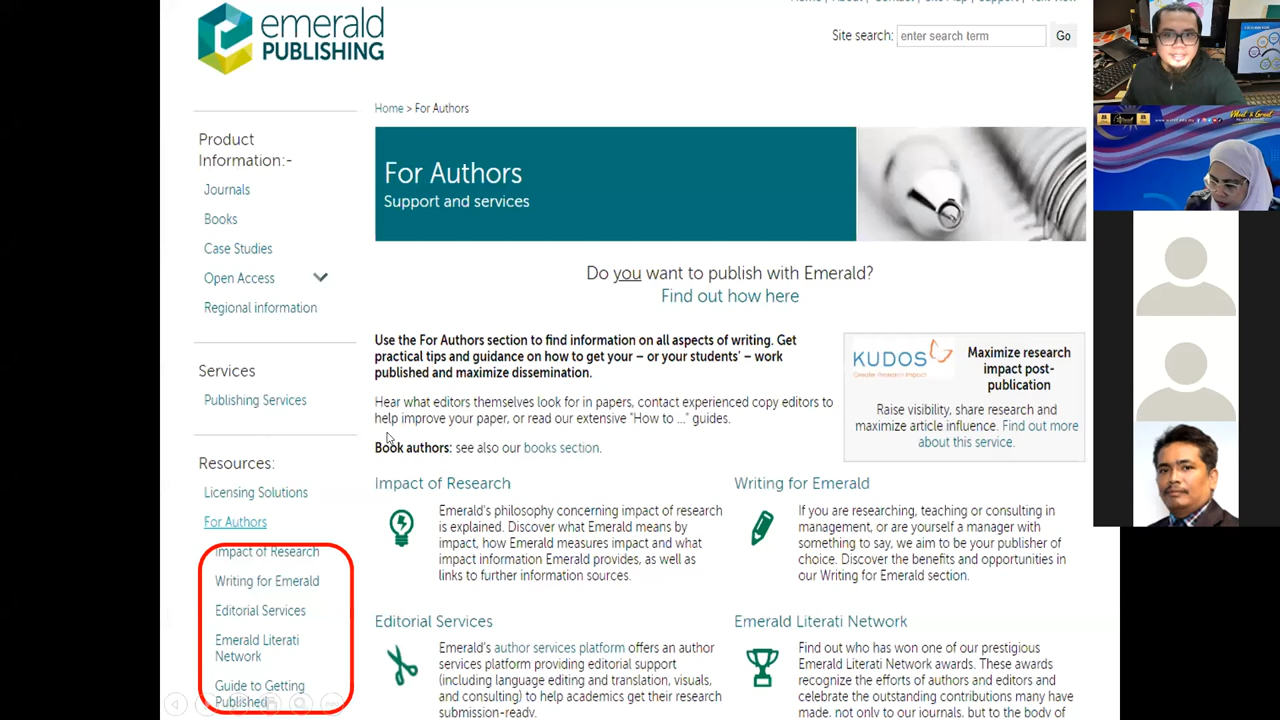 Home | About | Contact | Site Map | Support | Text View
emerald
PUBLISHING
Site search:
enter search term
Go
Home > For Authors
Product
Information:-
Journals
Books
Case Studies
Open Access
Regional information
Services
Publishing Services
Resources:
Licensing Solutions
For Authors
Impact of Research
Writing for Emerald
Editorial Services
Emerald Literati
Network
Guide to Getting
Published
For Authors
Support and services
Do you want to publish with Emerald?
Find out how here
Use the For Authors section to find information on all aspects of writing. Get
practical tips and guidance on how to get your – or your students' – work
published and maximize dissemination.
Hear what editors themselves look for in papers, contact experienced copy editors to
help improve your paper, or read our extensive "How to ..." guides.
Book authors: see also our books section.
KUDOS
Greater Research Impact
Maximize research
impact post-
publication
Raise visibility, share research and
maximize article influence. Find out more
about this service.
Impact of Research
Emerald's philosophy concerning impact of research
is explained. Discover what Emerald means by
impact, how Emerald measures impact and what
impact information Emerald provides, as well as
links to further information sources.
Writing for Emerald
If you are researching, teaching or consulting in
management, or are yourself a manager with
something to say, we aim to be your publisher of
choice. Discover the benefits and opportunities in
our Writing for Emerald section.
Editorial Services
Emerald's author services platform offers an author
services platform providing editorial support
(including language editing and translation, visuals,
and consulting) to help academics get their research
submission-ready.
Emerald Literati Network
Find out who has won one of our prestigious
Emerald Literati Network awards. These awards
recognize the efforts of authors and editors and
celebrate the outstanding contributions many have
made, not only to our journals, but to the body of